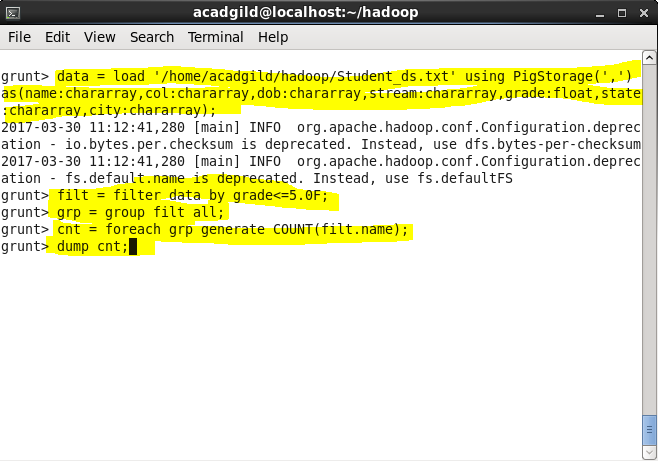 acadgild@localhost:~/hadoop
File Edit View Search Terminal Help
grunt> data = load '/home/acadgild/hadoop/Student_ds.txt' using PigStorage(',')
as(name:chararray,col:chararray,dob:chararray,stream:chararray,grade:float,state
:chararray,city:chararray);
2017-03-30 11:12:41,280 [main] INFO  org.apache.hadoop.conf.Configuration.deprec
ation - io.bytes.per.checksum is deprecated. Instead, use dfs.bytes-per-checksum
2017-03-30 11:12:41,280 [main] INFO  org.apache.hadoop.conf.Configuration.deprec
ation - fs.default.name is deprecated. Instead, use fs.defaultFS
grunt> filt = filter data by grade<=5.0F;
grunt> grp = group filt all;
grunt> cnt = foreach grp generate COUNT(filt.name);
grunt> dump cnt;